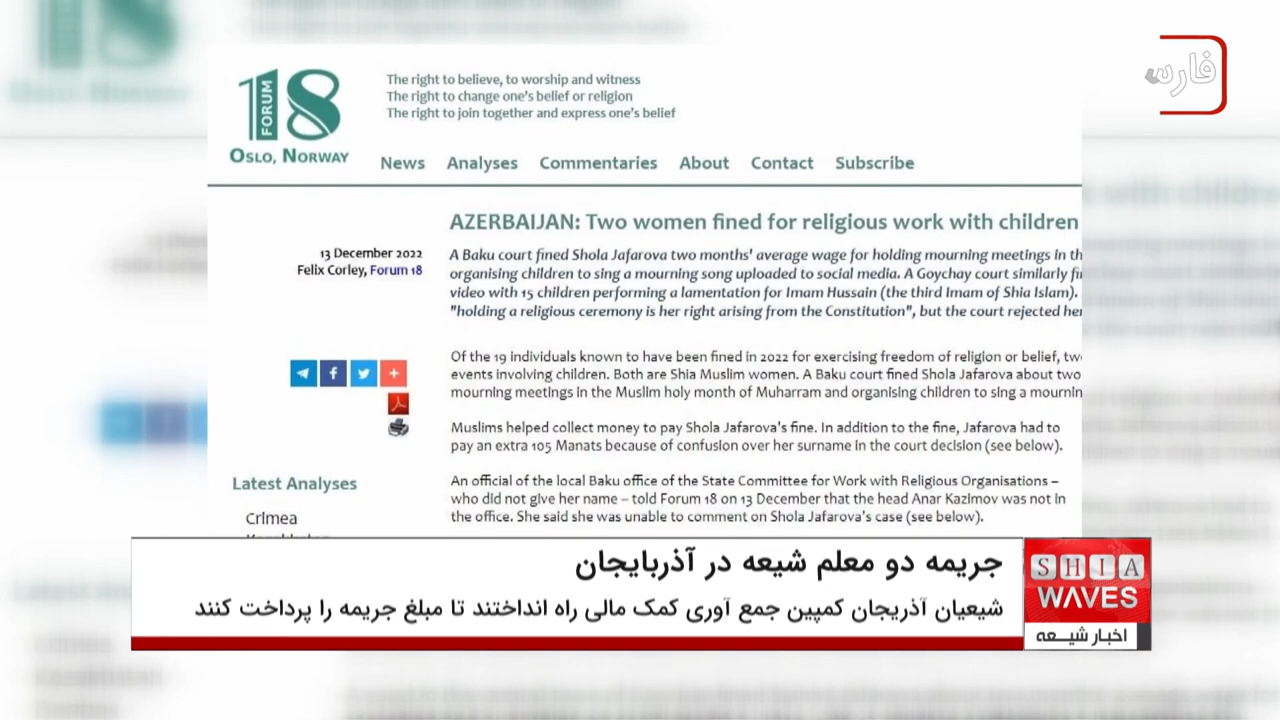 فارسی
FORUM 18
OSLO, NORWAY
The right to believe, to worship and witness
The right to change one's belief or religion
The right to join together and express one's belief
News Analyses Commentaries About Contact Subscribe
AZERBAIJAN: Two women fined for religious work with children
13 December 2022
Felix Corley, Forum 18
A Baku court fined Shola Jafarova two months' average wage for holding mourning meetings in
organising children to sing a mourning song uploaded to social media. A Goychay court similarly
video with 15 children performing a lamentation for Imam Hussain (the third Imam of Shia Islam).
"holding a religious ceremony is her right arising from the Constitution", but the court rejected
Of the 19 individuals known to have been fined in 2022 for exercising freedom of religion or belief,
events involving children. Both are Shia Muslim women. A Baku court fined Shola Jafarova about two
mourning meetings in the Muslim holy month of Muharram and organising children to sing a
Muslims helped collect money to pay Shola Jafarova's fine. In addition to the fine, Jafarova had to
pay an extra 105 Manats because of confusion over her surname in the court decision (see below).
An official of the local Baku office of the State Committee for Work with Religious Organisations –
who did not give her name – told Forum 18 on 13 December that the head Anar Kazimov was not in
the office. She said she was unable to comment on Shola Jafarova's case (see below).
Latest Analyses
Crimea
جریمه دو معلم شیعه در آذربایجان
شیعیان آذریجان کمپین جمع آوری کمک مالی راه انداختند تا مبلغ جریمه را پرداخت کنند
SHIA
WAVES
اخبار شیعه